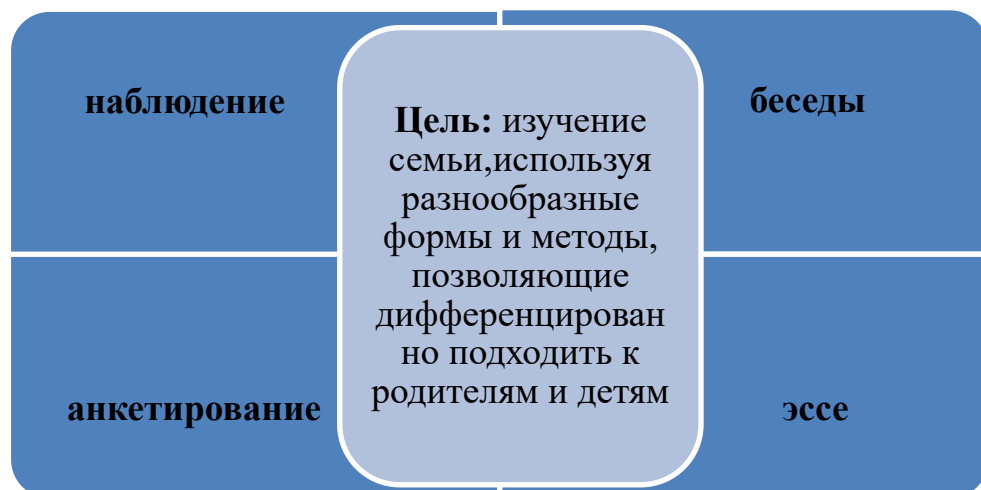 наблюдение
беседы
Цель: изучение
семьи,используя
разнообразные
формы и методы,
позволяющие
дифференцирован
но подходить к
родителям и детям
анкетирование
эссе